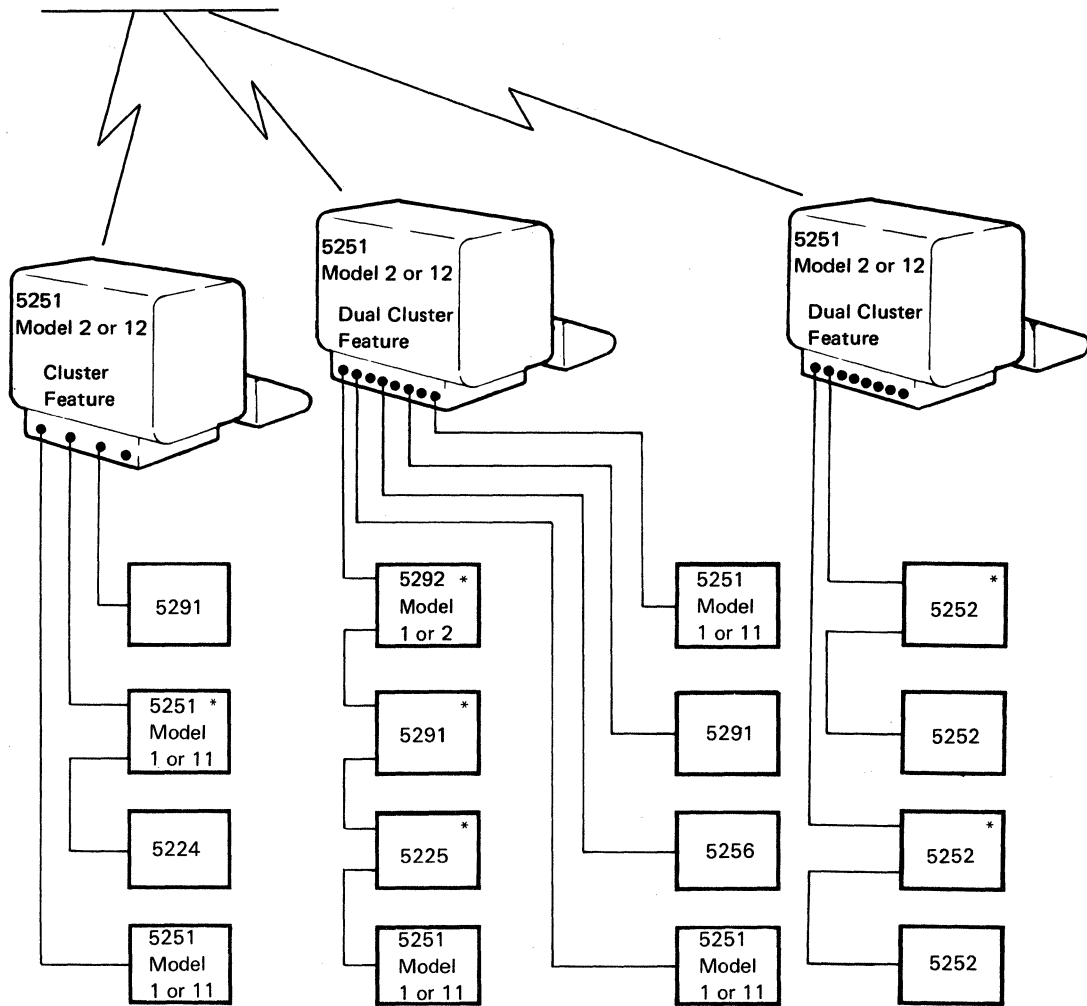 5251
Model 2 or 12
Cluster
Feature
5251
Model 2 or 12
Dual Cluster
Feature
5251
Model 2 or 12
Dual Cluster
Feature
5291
5251 *
Model
1 or 11
5224
5251
Model
1 or 11
5292 *
Model
1 or 2
*
5291
*
5225
5251
Model
1 or 11
5251
Model
1 or 11
5291
5256
5251
Model
1 or 11
*
5252
5252
*
5252
5252